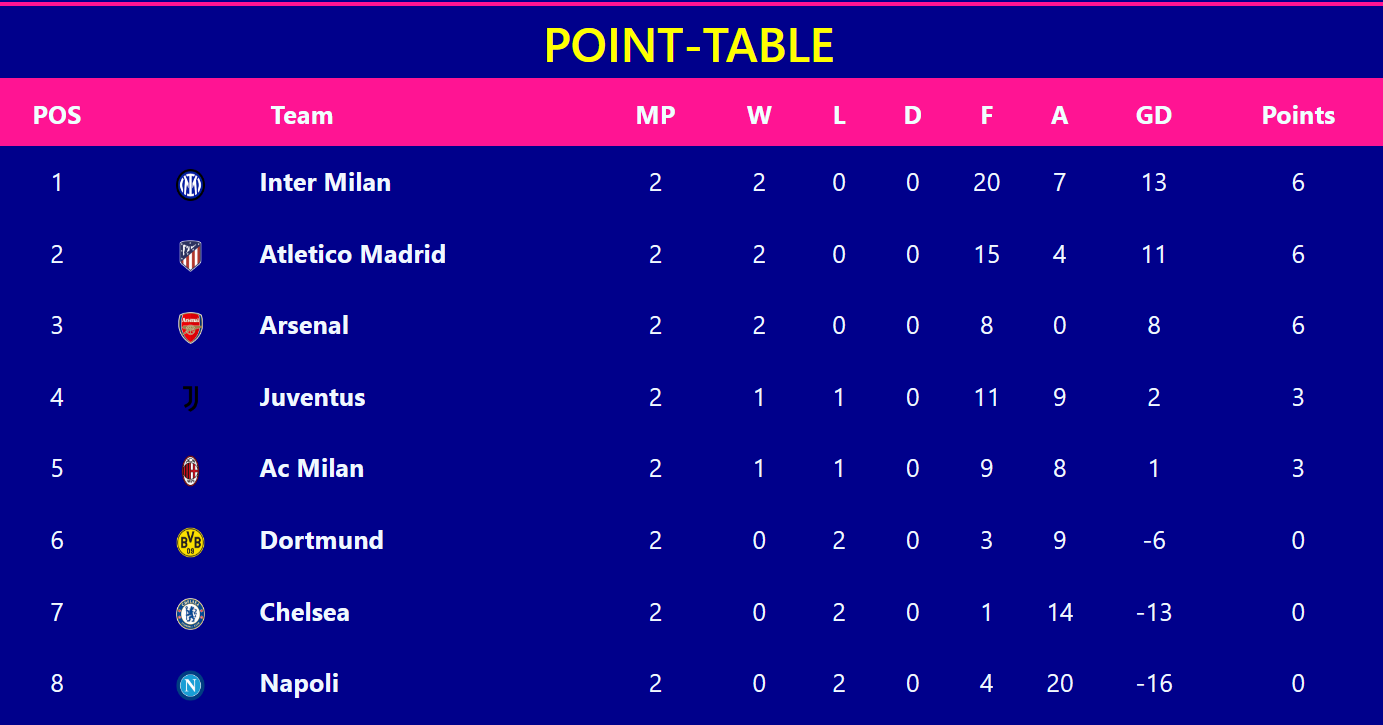 POINT-TABLE
POS Team MP W L D F A GD Points
1 Inter Milan 2 2 0 0 20 7 13 6
2 Atletico Madrid 2 2 0 0 15 4 11 6
3 Arsenal 2 2 0 0 8 0 8 6
4 Juventus 2 1 1 0 11 9 2 3
5 Ac Milan 2 1 1 0 9 8 1 3
6 BVB 09 Dortmund 2 0 2 0 3 9 -6 0
7 Chelsea 2 0 2 0 1 14 -13 0
8 N Napoli 2 0 2 0 4 20 -16 0